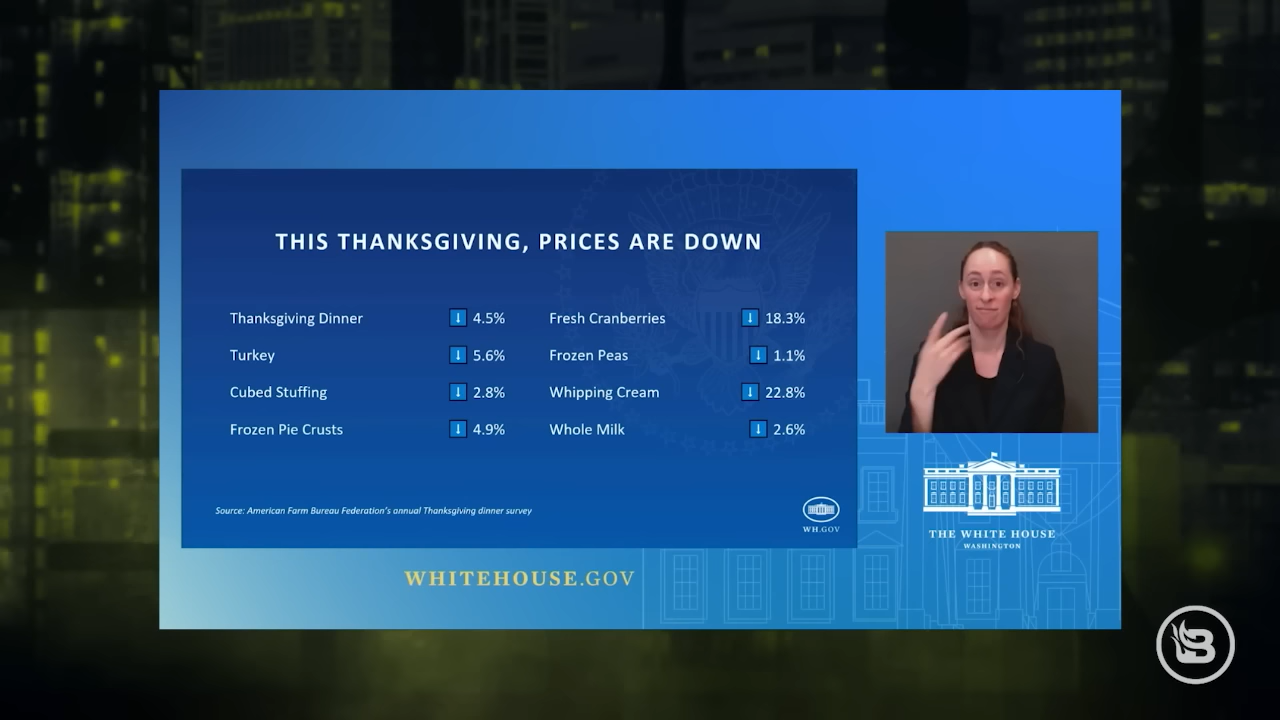 THIS THANKSGIVING, PRICES ARE DOWN
Thanksgiving Dinner ↓ 4.5%
Turkey ↓ 5.6%
Cubed Stuffing ↓ 2.8%
Frozen Pie Crusts ↓ 4.9%
Fresh Cranberries ↓ 18.3%
Frozen Peas ↓ 1.1%
Whipping Cream ↓ 22.8%
Whole Milk ↓ 2.6%
Source: American Farm Bureau Federation's annual Thanksgiving dinner survey
WH.GOV
WHITEHOUSE.GOV
THE WHITE HOUSE
WASHINGTON
B